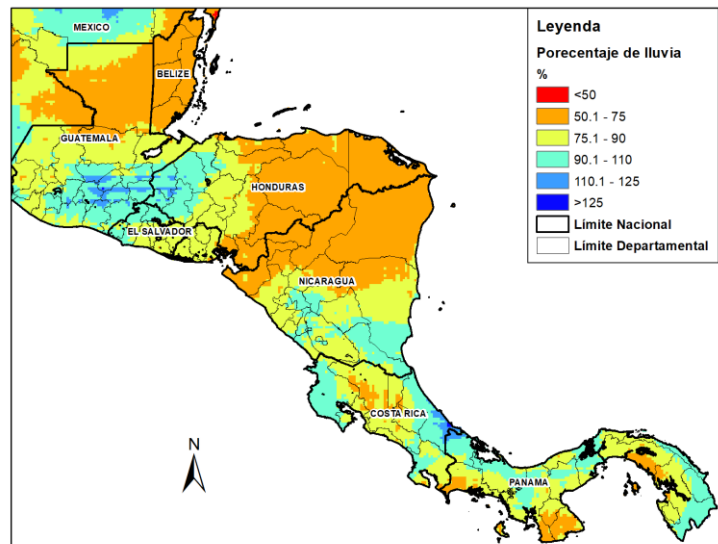 MEXICO
BELIZE
GUATEMALA
HONDURAS
EL SALVADOR
NICARAGUA
COSTA RICA
PANAMA
N
Leyenda
Porecentaje de lluvia
%
<50
50.1 - 75
75.1 - 90
90.1 - 110
110.1 - 125
>125
Límite Nacional
Límite Departamental